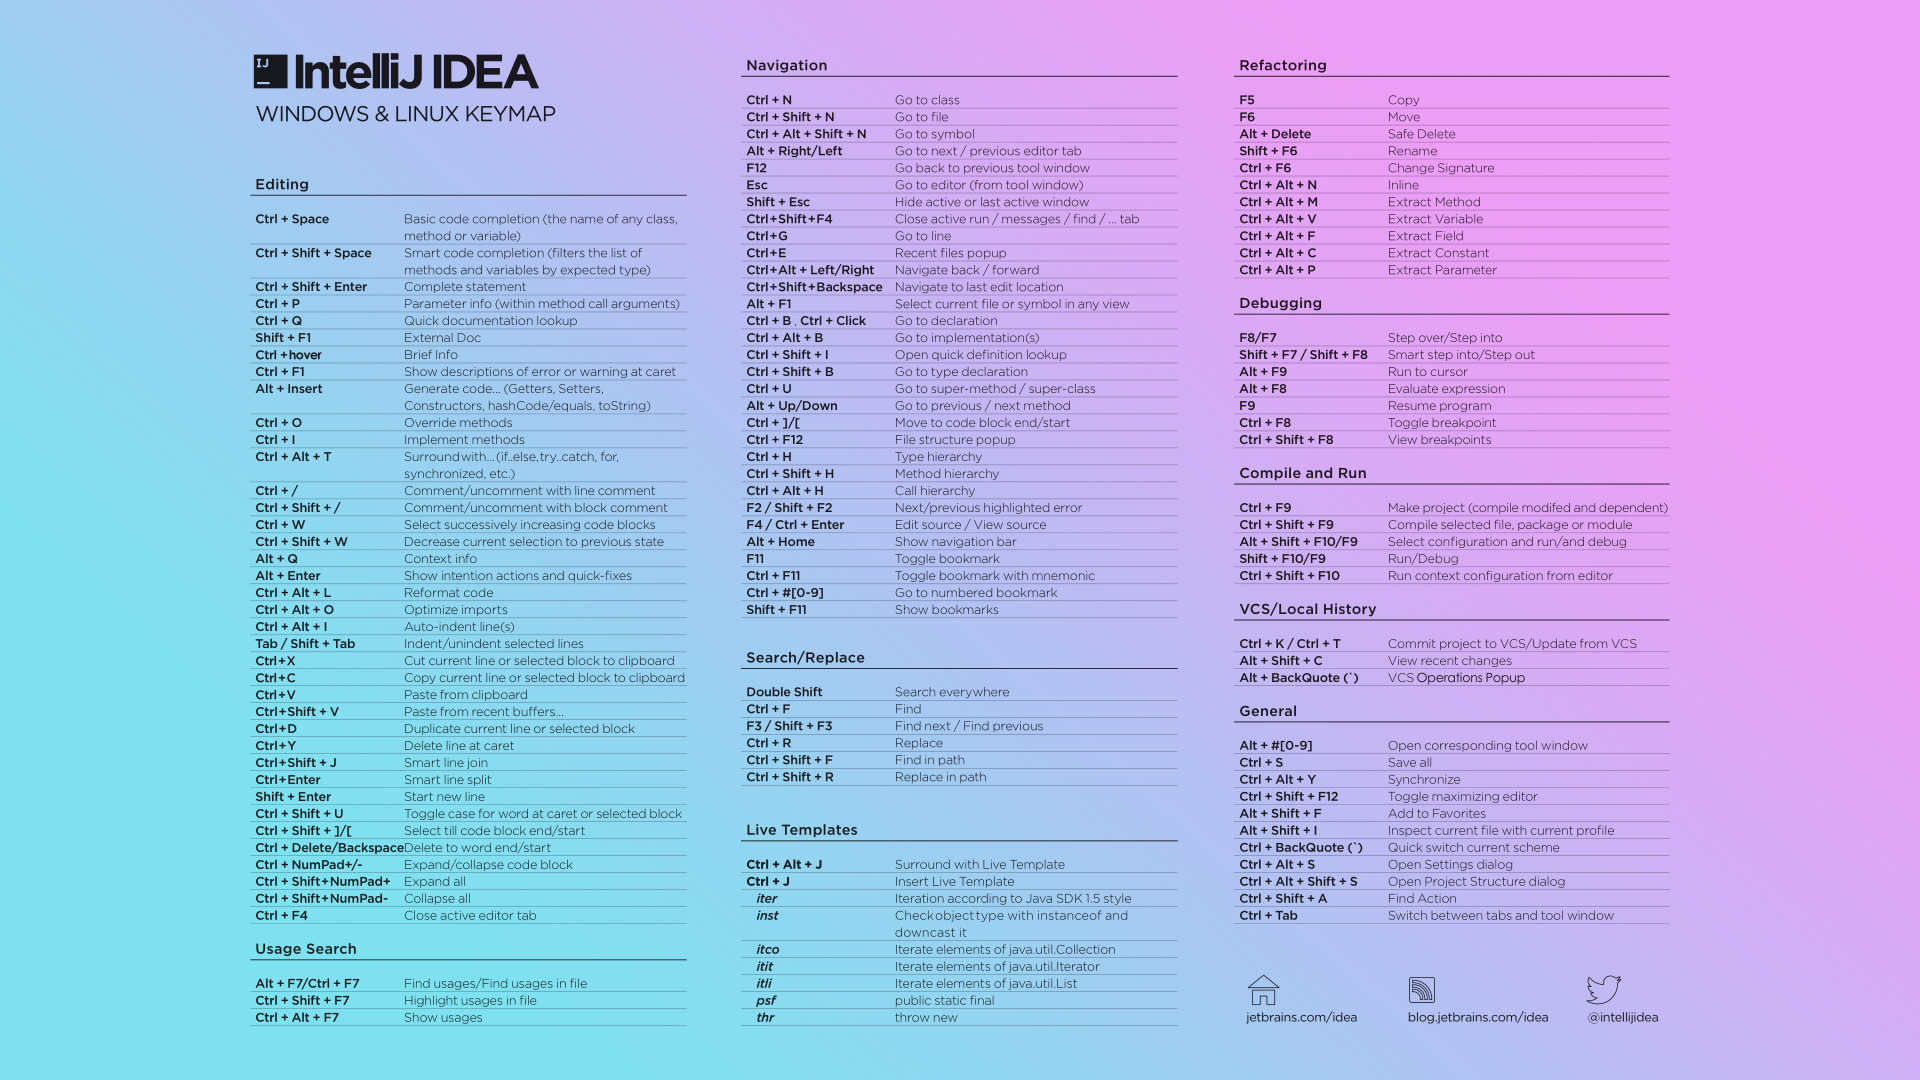 IJ IntelliJ IDEA
WINDOWS & LINUX KEYMAP
Editing
Ctrl + Space Basic code completion (the name of any class,
method or variable)
Ctrl + Shift + Space Smart code completion (filters the list of
methods and variables by expected type)
Ctrl + Shift + Enter Complete statement
Ctrl + P Parameter info (within method call arguments)
Ctrl + Q Quick documentation lookup
Shift + F1 External Doc
Ctrl +hover Brief Info
Ctrl + F1 Show descriptions of error or warning at caret
Alt + Insert Generate code... (Getters, Setters,
Constructors, hashCode/equals, toString)
Ctrl + O Override methods
Ctrl + I Implement methods
Ctrl + Alt + T Surround with... (if..else, try..catch, for,
synchronized, etc.)
Ctrl + / Comment/uncomment with line comment
Ctrl + Shift + / Comment/uncomment with block comment
Ctrl + W Select successively increasing code blocks
Ctrl + Shift + W Decrease current selection to previous state
Alt + Q Context info
Alt + Enter Show intention actions and quick-fixes
Ctrl + Alt + L Reformat code
Ctrl + Alt + O Optimize imports
Ctrl + Alt + I Auto-indent line(s)
Tab / Shift + Tab Indent/unindent selected lines
Ctrl+X Cut current line or selected block to clipboard
Ctrl+C Copy current line or selected block to clipboard
Ctrl+V Paste from clipboard
Ctrl+Shift + V Paste from recent buffers...
Ctrl+D Duplicate current line or selected block
Ctrl+Y Delete line at caret
Ctrl+Shift + J Smart line join
Ctrl+Enter Smart line split
Shift + Enter Start new line
Ctrl + Shift + U Toggle case for word at caret or selected block
Ctrl + Shift + ]/[ Select till code block end/start
Ctrl + Delete/Backspace Delete to word end/start
Ctrl + NumPad+/- Expand/collapse code block
Ctrl + Shift+NumPad+ Expand all
Ctrl + Shift+NumPad- Collapse all
Ctrl + F4 Close active editor tab
Usage Search
Alt + F7/Ctrl + F7 Find usages/Find usages in file
Ctrl + Shift + F7 Highlight usages in file
Ctrl + Alt + F7 Show usages
Navigation
Ctrl + N Go to class
Ctrl + Shift + N Go to file
Ctrl + Alt + Shift + N Go to symbol
Alt + Right/Left Go to next / previous editor tab
F12 Go back to previous tool window
Esc Go to editor (from tool window)
Shift + Esc Hide active or last active window
Ctrl+Shift+F4 Close active run / messages / find / ... tab
Ctrl+G Go to line
Ctrl+E Recent files popup
Ctrl+Alt + Left/Right Navigate back / forward
Ctrl+Shift+Backspace Navigate to last edit location
Alt + F1 Select current file or symbol in any view
Ctrl + B , Ctrl + Click Go to declaration
Ctrl + Alt + B Go to implementation(s)
Ctrl + Shift + I Open quick definition lookup
Ctrl + Shift + B Go to type declaration
Ctrl + U Go to super-method / super-class
Alt + Up/Down Go to previous / next method
Ctrl + ]/[ Move to code block end/start
Ctrl + F12 File structure popup
Ctrl + H Type hierarchy
Ctrl + Shift + H Method hierarchy
Ctrl + Alt + H Call hierarchy
F2 / Shift + F2 Next/previous highlighted error
F4 / Ctrl + Enter Edit source / View source
Alt + Home Show navigation bar
F11 Toggle bookmark
Ctrl + F11 Toggle bookmark with mnemonic
Ctrl + #[0-9] Go to numbered bookmark
Shift + F11 Show bookmarks
Search/Replace
Double Shift Search everywhere
Ctrl + F Find
F3 / Shift + F3 Find next / Find previous
Ctrl + R Replace
Ctrl + Shift + F Find in path
Ctrl + Shift + R Replace in path
Live Templates
Ctrl + Alt + J Surround with Live Template
Ctrl + J Insert Live Template
iter Iteration according to Java SDK 1.5 style
inst Check object type with instanceof and
downcast it
itco Iterate elements of java.util.Collection
itit Iterate elements of java.util.Iterator
itli Iterate elements of java.util.List
psf public static final
thr throw new
Refactoring
F5 Copy
F6 Move
Alt + Delete Safe Delete
Shift + F6 Rename
Ctrl + F6 Change Signature
Ctrl + Alt + N Inline
Ctrl + Alt + M Extract Method
Ctrl + Alt + V Extract Variable
Ctrl + Alt + F Extract Field
Ctrl + Alt + C Extract Constant
Ctrl + Alt + P Extract Parameter
Debugging
F8/F7 Step over/Step into
Shift + F7 / Shift + F8 Smart step into/Step out
Alt + F9 Run to cursor
Alt + F8 Evaluate expression
F9 Resume program
Ctrl + F8 Toggle breakpoint
Ctrl + Shift + F8 View breakpoints
Compile and Run
Ctrl + F9 Make project (compile modifed and dependent)
Ctrl + Shift + F9 Compile selected file, package or module
Alt + Shift + F10/F9 Select configuration and run/and debug
Shift + F10/F9 Run/Debug
Ctrl + Shift + F10 Run context configuration from editor
VCS/Local History
Ctrl + K / Ctrl + T Commit project to VCS/Update from VCS
Alt + Shift + C View recent changes
Alt + BackQuote (`) VCS Operations Popup
General
Alt + #[0-9] Open corresponding tool window
Ctrl + S Save all
Ctrl + Alt + Y Synchronize
Ctrl + Shift + F12 Toggle maximizing editor
Alt + Shift + F Add to Favorites
Alt + Shift + I Inspect current file with current profile
Ctrl + BackQuote (`) Quick switch current scheme
Ctrl + Alt + S Open Settings dialog
Ctrl + Alt + Shift + S Open Project Structure dialog
Ctrl + Shift + A Find Action
Ctrl + Tab Switch between tabs and tool window
jetbrains.com/idea blog.jetbrains.com/idea @intellijidea